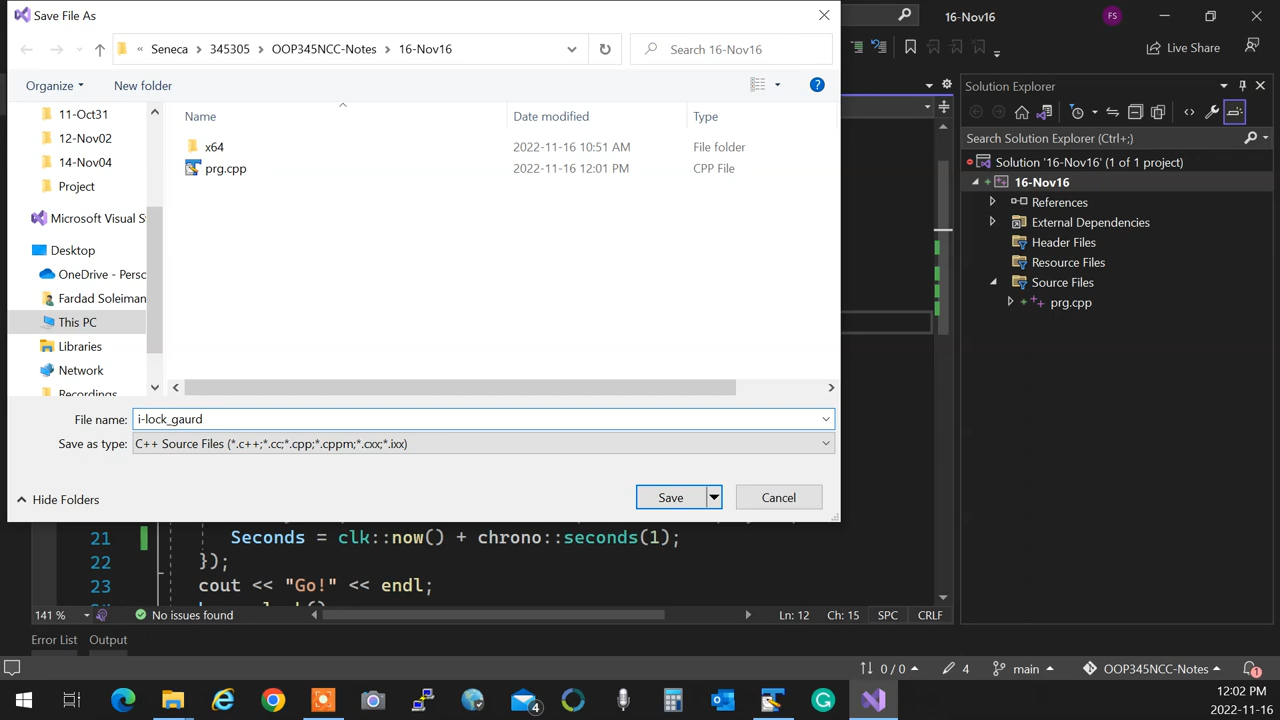 Save File As
16-Nov16
FS
« Seneca > 345305 > OOP345NCC-Notes > 16-Nov16
Search 16-Nov16
Live Share
Organize
New folder
Solution Explorer
Search Solution Explorer (Ctrl+;)
11-Oct31
12-Nov02
14-Nov04
Project
Microsoft Visual S
Desktop
OneDrive - Perso
Fardad Soleiman
This PC
Libraries
Network
Recordings
Name
Date modified
Type
x64
2022-11-16 10:51 AM
File folder
prg.cpp
2022-11-16 12:01 PM
CPP File
Solution '16-Nov16' (1 of 1 project)
16-Nov16
References
External Dependencies
Header Files
Resource Files
Source Files
prg.cpp
File name: i-lock_gaurd
Save as type: C++ Source Files (*.c++;*.cc;*.cpp;*.cppm;*.cxx;*.ixx)
Hide Folders
Save
Cancel
21 Seconds = clk::now() + chrono::seconds(1);
22 });
23 cout << "Go!" << endl;
141 %
No issues found
Ln: 12
Ch: 15
SPC
CRLF
Error List
Output
0 / 0
4
main
OOP345NCC-Notes
1
4
12:02 PM
2022-11-16